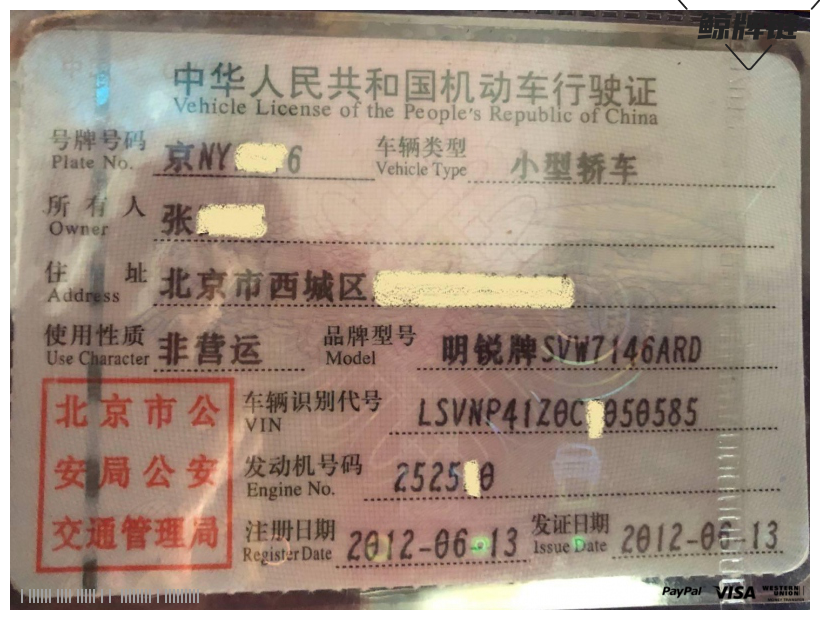 鲸牌链
中华人民共和国机动车行驶证
Vehicle License of the People's Republic of China
号牌号码 京NY 6 车辆类型 小型轿车
Plate No. Vehicle Type
所有人 张
Owner
住址 北京市西城区
Address
使用性质 非营运 品牌型号 明锐牌SVW7146ARD
Use Character Model
北京市公 车辆识别代号 LSVNP41Z0C 050585
VIN
安局公安 发动机号码 2525 0
Engine No.
交通管理局 注册日期 2012-06-13 发证日期 2012-06-13
Register Date Issue Date
PayPal VISA WESTERN UNION